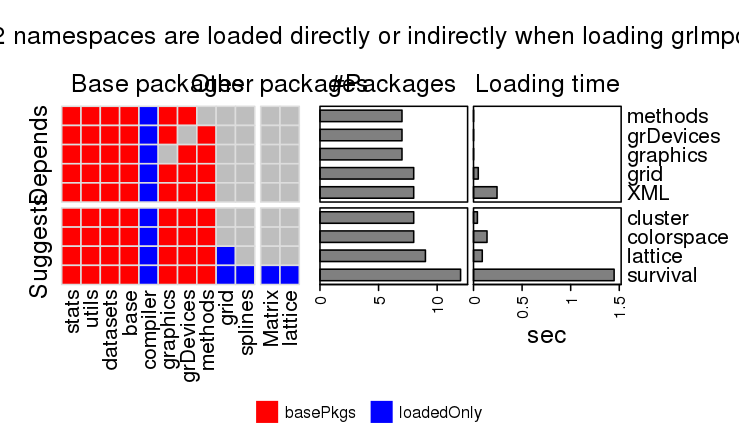 2 namespaces are loaded directly or indirectly when loading grImpo
Base packages Other packages #Packages Loading time
Depends
methods
grDevices
graphics
grid
XML
Suggests
cluster
colorspace
lattice
survival
stats utils datasets base compiler graphics grDevices methods grid splines Matrix lattice
0 5 10
0 0.5 1 1.5
sec
basePkgs loadedOnly